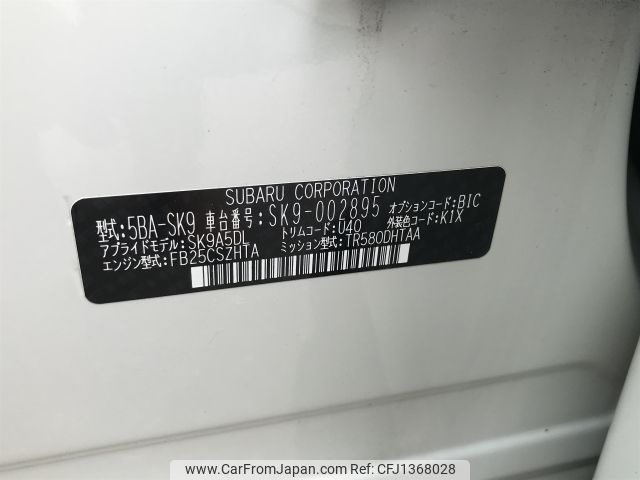 SUBARU CORPORATION
型式:5BA-SK9 車台番号:SK9-002895 オプションコード:BIC
アプライドモデル:SK9A5DL トリムコード:U40 外装色コード:K1X
エンジン型式:FB25CSZHTA ミッション型式:TR580DHTAA
www.CarFromJapan.com - CFJ1368028